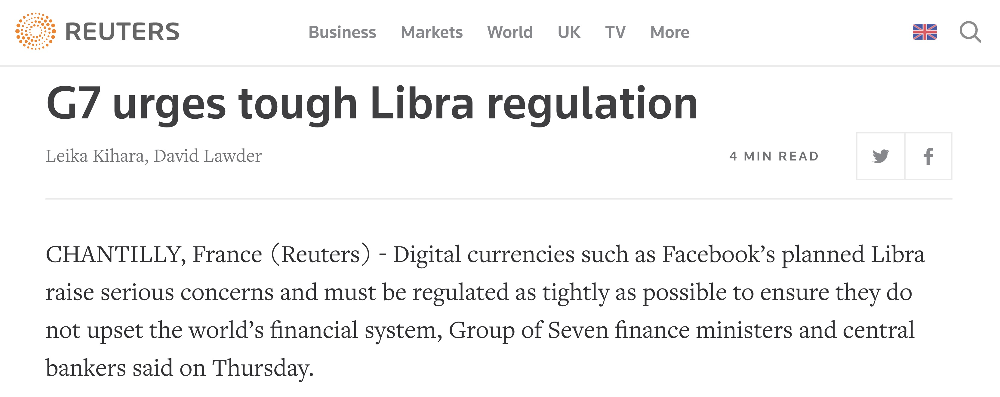 REUTERS
Business Markets World UK TV More
G7 urges tough Libra regulation
Leika Kihara, David Lawder
4 MIN READ
CHANTILLY, France (Reuters) - Digital currencies such as Facebook’s planned Libra
raise serious concerns and must be regulated as tightly as possible to ensure they do
not upset the world’s financial system, Group of Seven finance ministers and central
bankers said on Thursday.